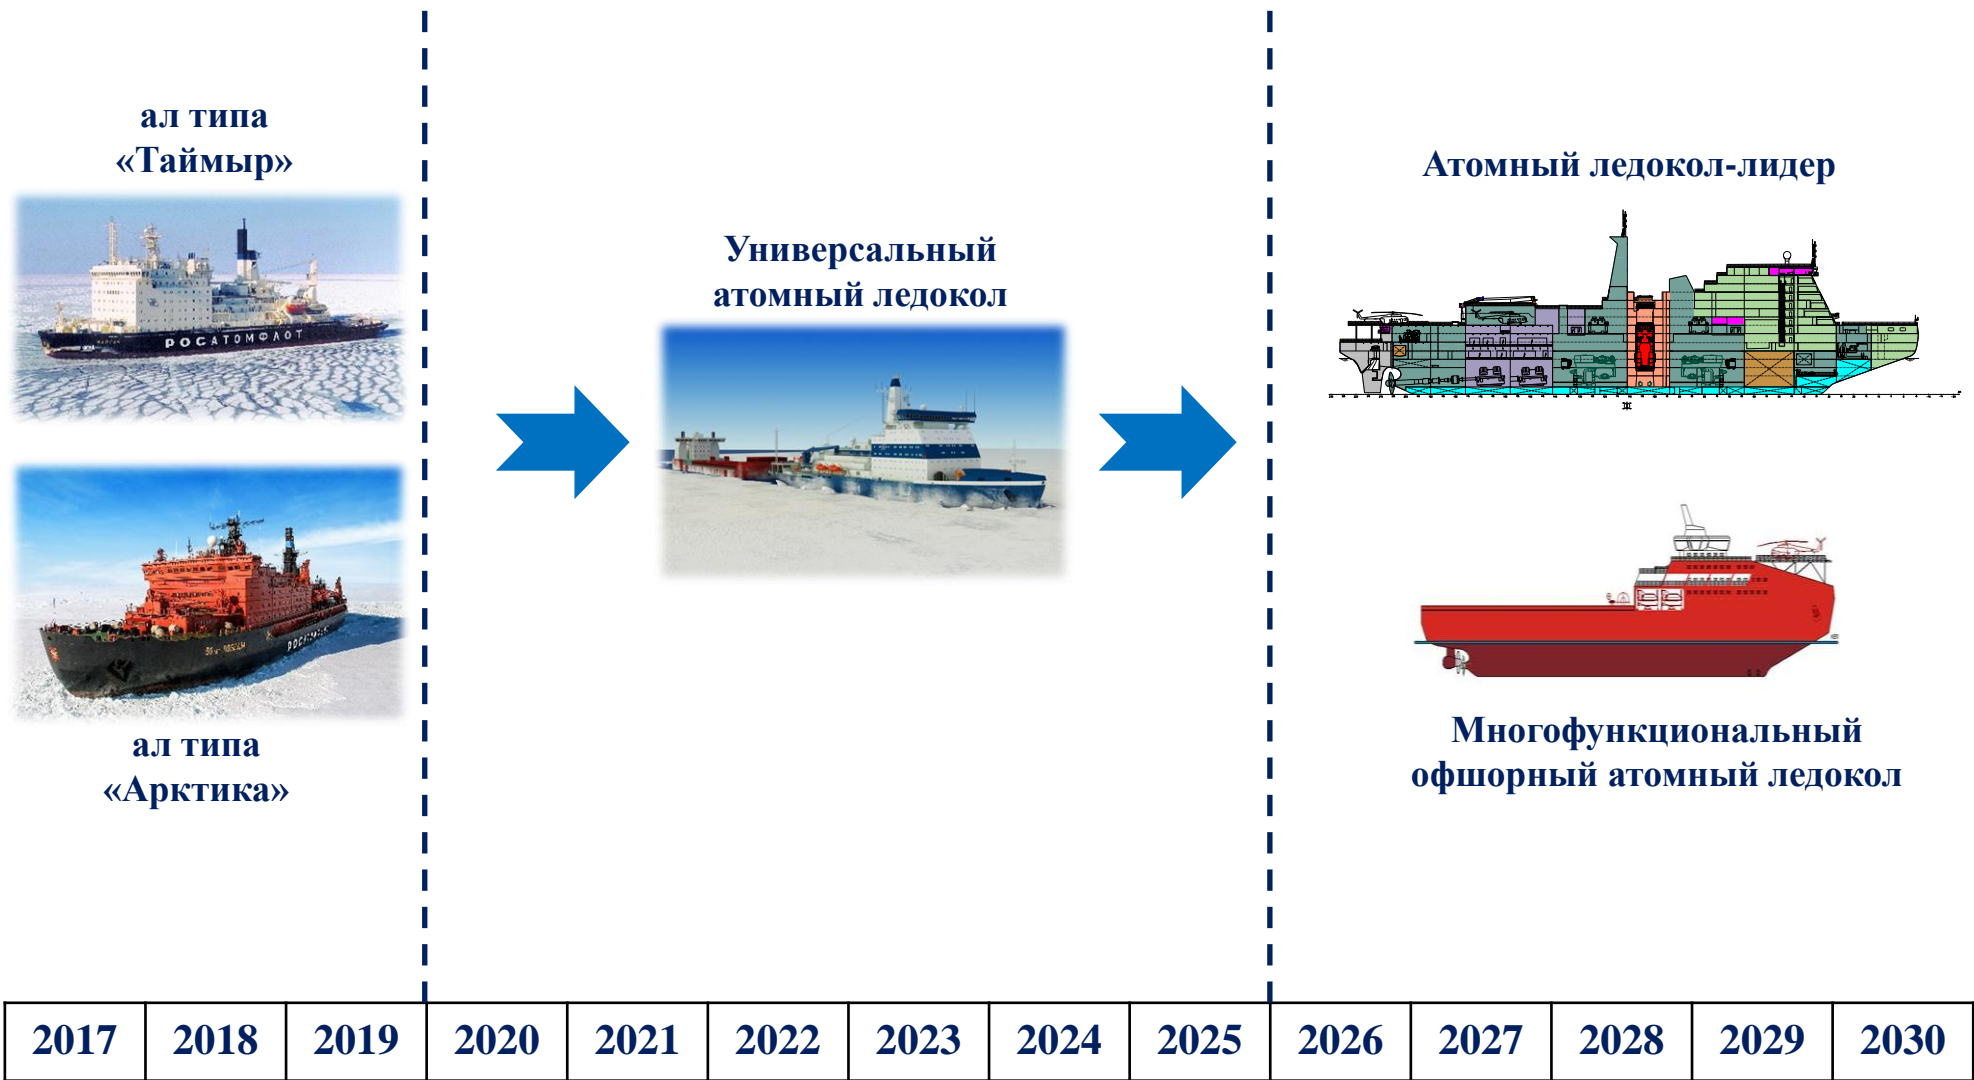 ал типа
«Таймыр»
РОСАТОМФЛОТ
ал типа
«Арктика»
Универсальный
атомный ледокол
Атомный ледокол-лидер
Многофункциональный
офшорный атомный ледокол
2017 2018 2019 2020 2021 2022 2023 2024 2025 2026 2027 2028 2029 2030